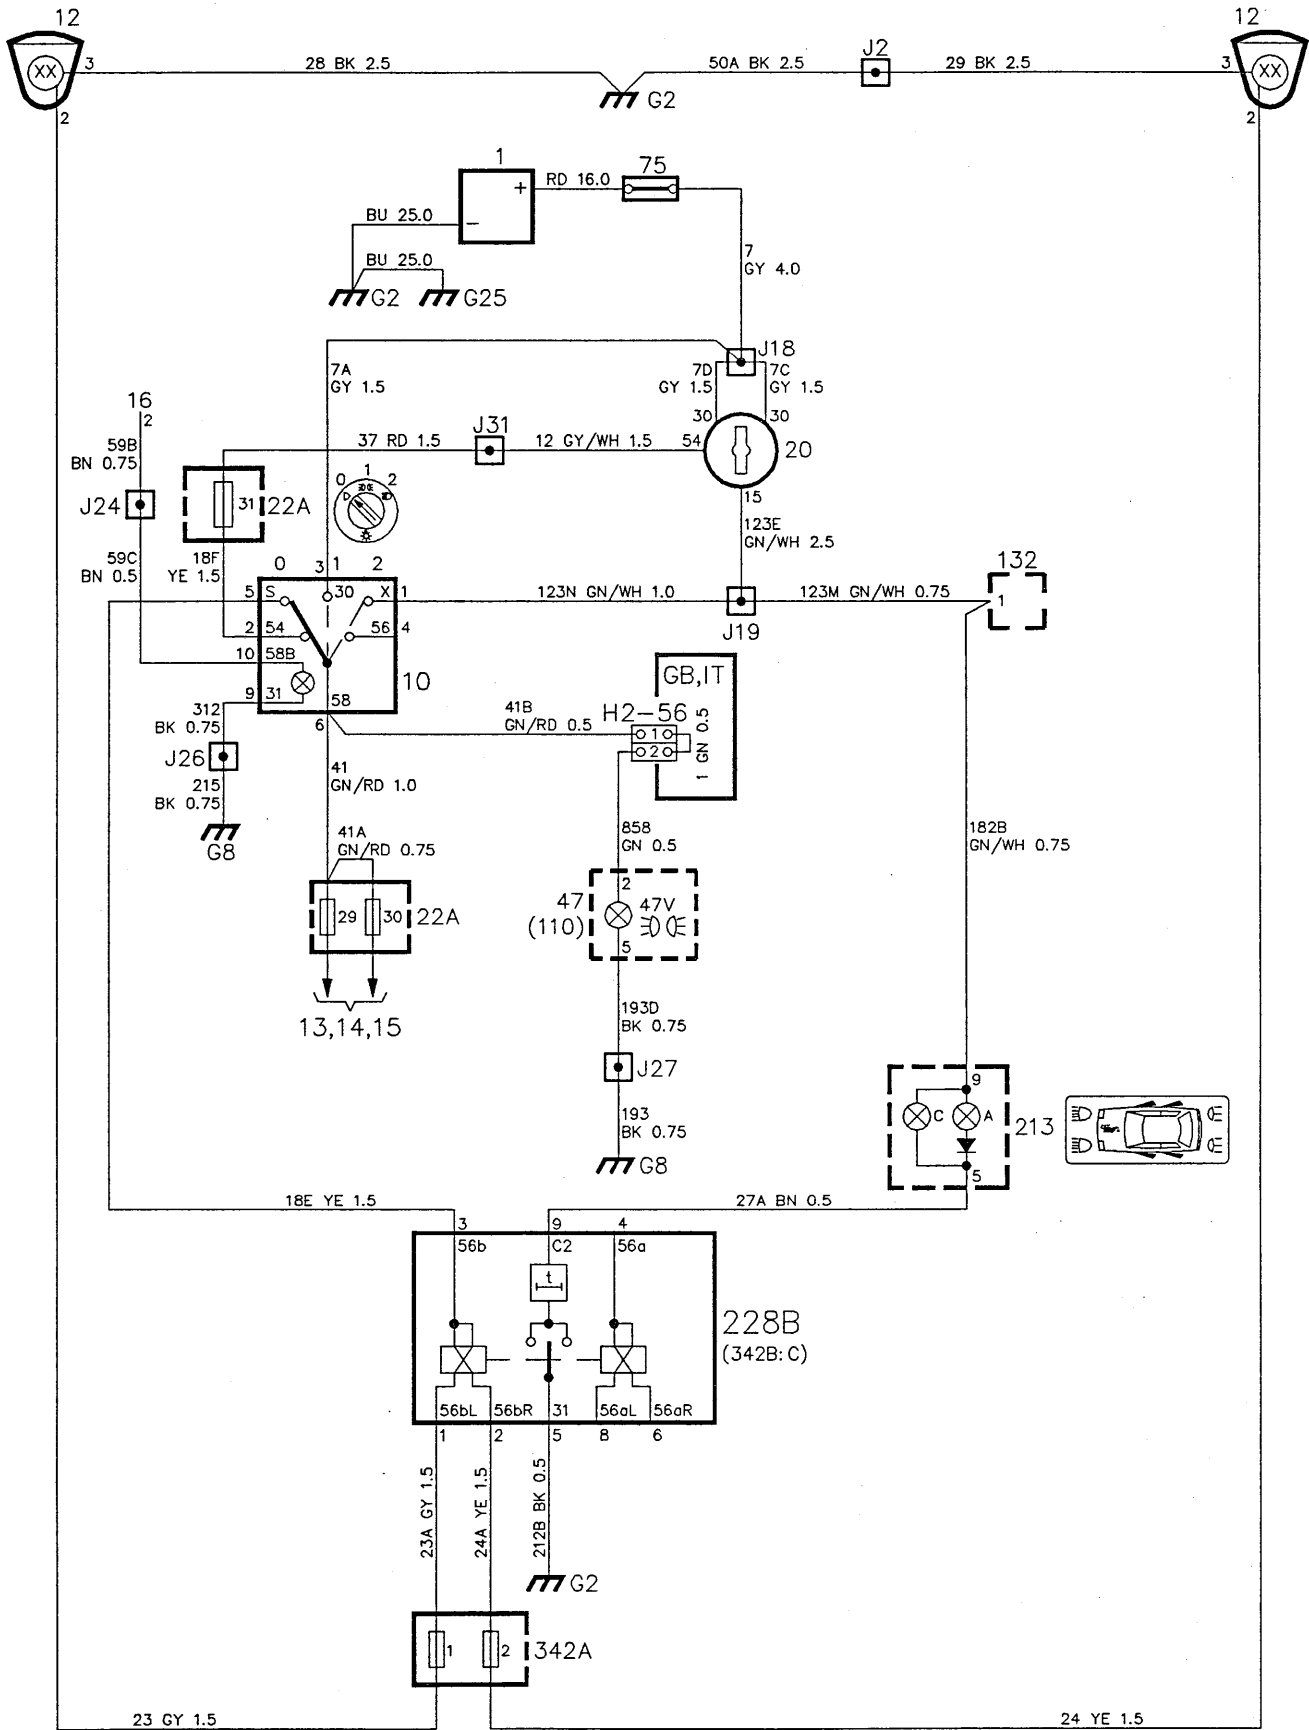 12
12
XX
3
28 BK 2.5
G2
50A BK 2.5
J2
29 BK 2.5
3
XX
2
2
1
+
−
RD 16.0
75
BU 25.0
BU 25.0
G2
G25
7
GY 4.0
7A
GY 1.5
J18
7D
GY 1.5
7C
GY 1.5
30
30
54
20
15
16
2
59B
BN 0.75
J24
59C
BN 0.5
37 RD 1.5
J31
12 GY/WH 1.5
31
22A
18F
YE 1.5
0
1
2
0
3
1
2
123E
GN/WH 2.5
5
S
30
X
1
2
54
56
4
10
58B
9
31
58
6
10
123N GN/WH 1.0
J19
123M GN/WH 0.75
132
1
312
BK 0.75
J26
215
BK 0.75
G8
41B
GN/RD 0.5
GB,IT
H2-56
1
2
1 GN 0.5
41
GN/RD 1.0
41A
GN/RD 0.75
29
30
22A
13,14,15
858
GN 0.5
47
(110)
2
47V
5
193D
BK 0.75
J27
193
BK 0.75
G8
182B
GN/WH 0.75
9
C
A
5
213
18E YE 1.5
27A BN 0.5
3
9
4
56b
C2
56a
t
228B
(342B:C)
56bL
56bR
31
56aL
56aR
1
2
5
8
6
23A GY 1.5
24A YE 1.5
212B BK 0.5
G2
1
2
342A
23 GY 1.5
24 YE 1.5